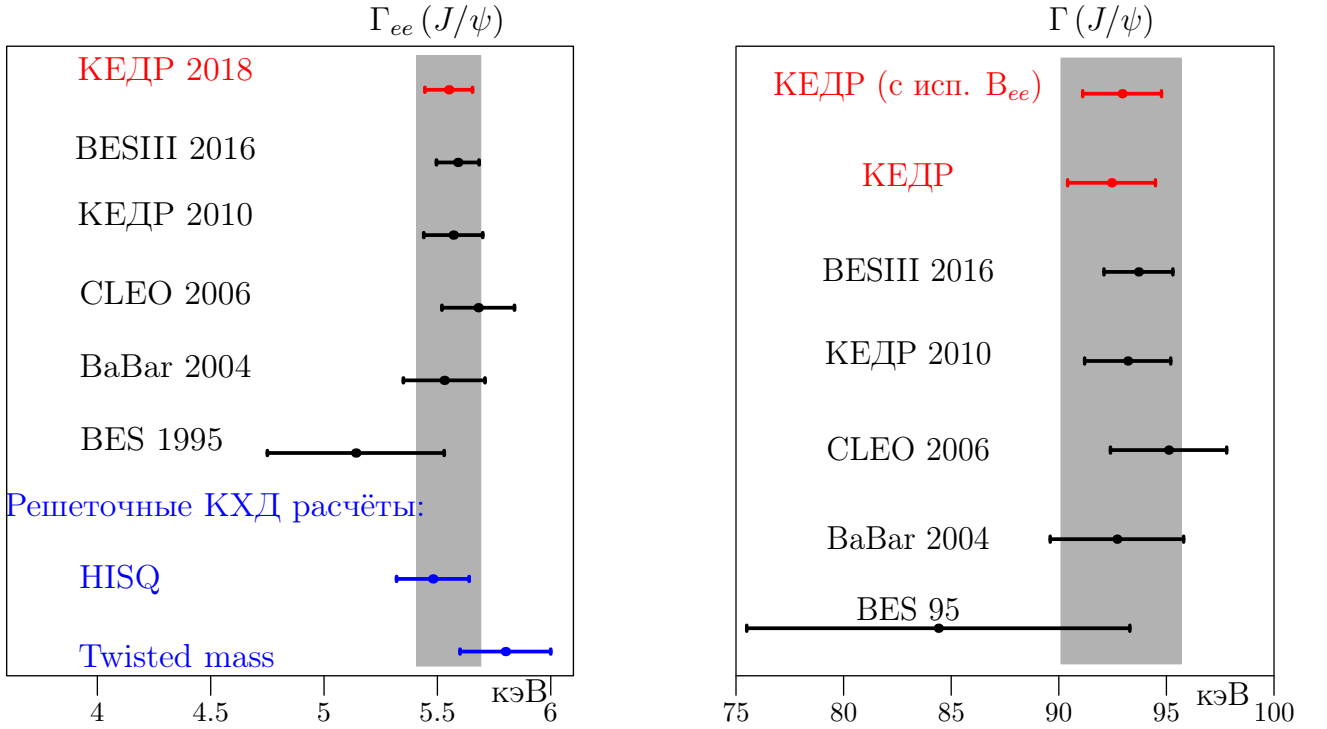 Γee (J/ψ)
КЕДР 2018
BESIII 2016
КЕДР 2010
CLEO 2006
BaBar 2004
BES 1995
Решеточные КХД расчёты:
HISQ
Twisted mass
кэВ
4 4.5 5 5.5 6
Γ (J/ψ)
КЕДР (с исп. Bee)
КЕДР
BESIII 2016
КЕДР 2010
CLEO 2006
BaBar 2004
BES 95
кэВ
75 80 85 90 95 100